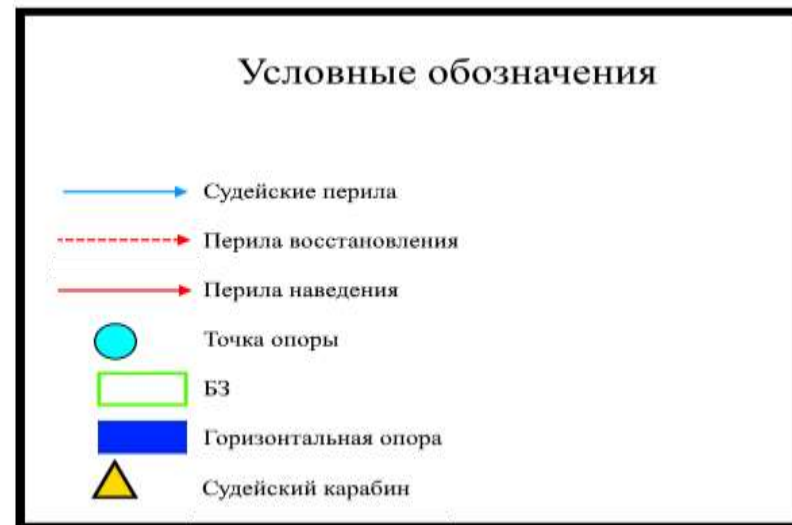 Условные обозначения
Судейские перила
Перила восстановления
Перила наведения
Точка опоры
БЗ
Горизонтальная опора
Судейский карабин